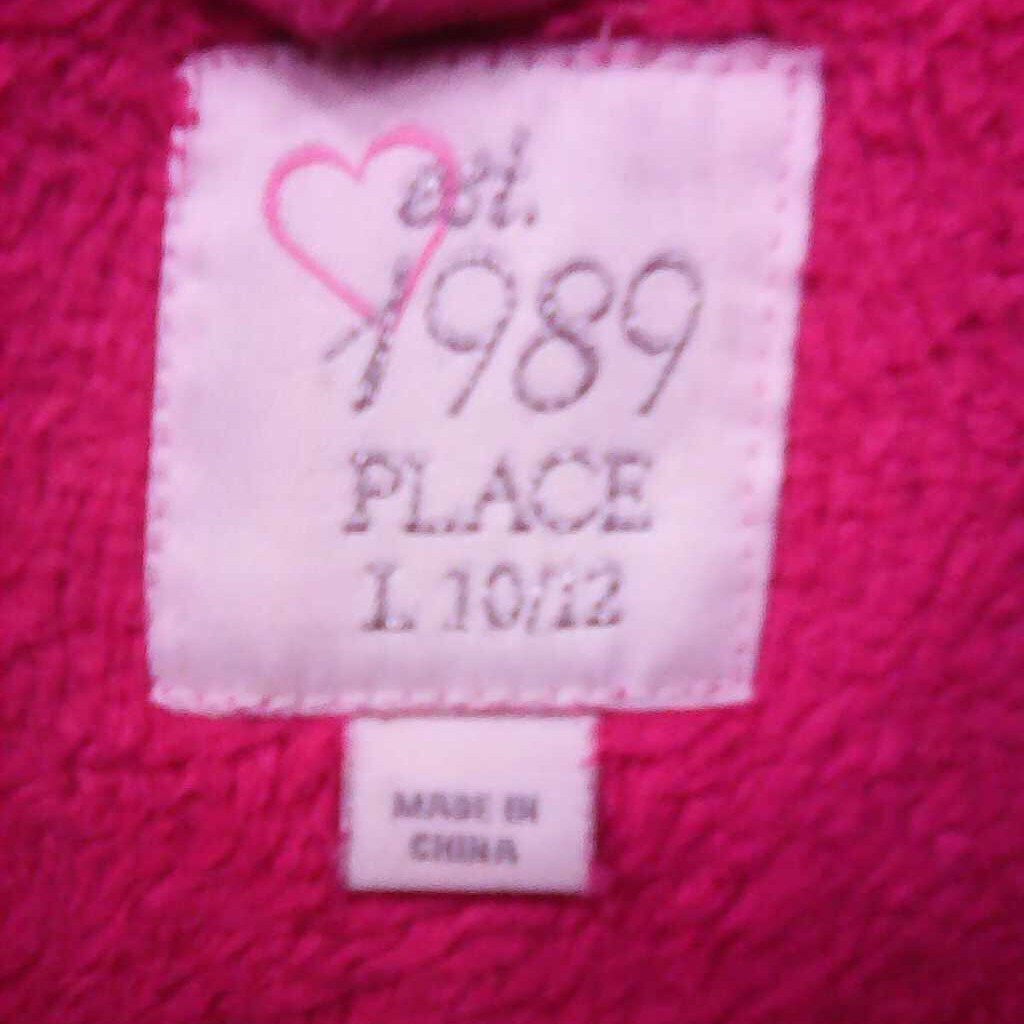 est.
1989
PLACE
L 10/12
MADE IN
CHINA